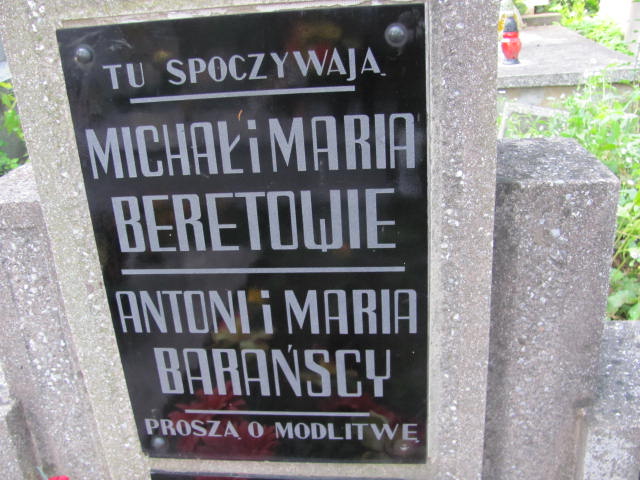 TU SPOCZYWAJĄ
MICHAŁ i MARIA
BERETOWIE
ANTONI i MARIA
BARAŃSCY
PROSZĄ O MODLITWĘ